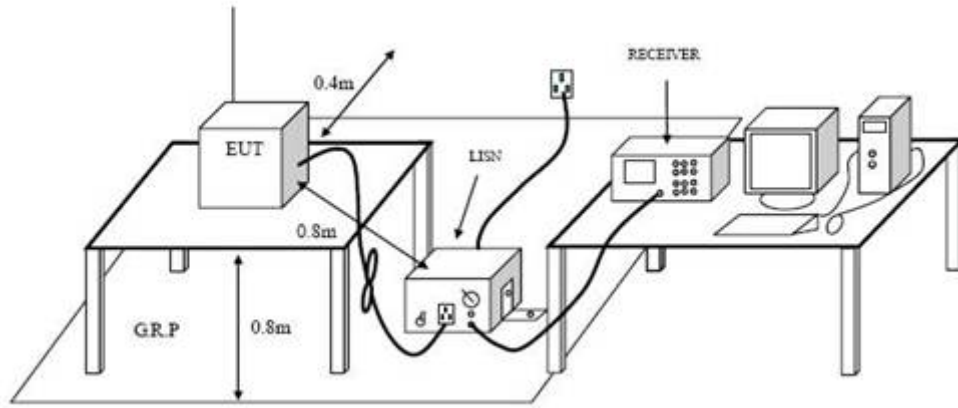 RECEIVER
0.4m
EUT
LISN
0.8m
G.R.P
0.8m